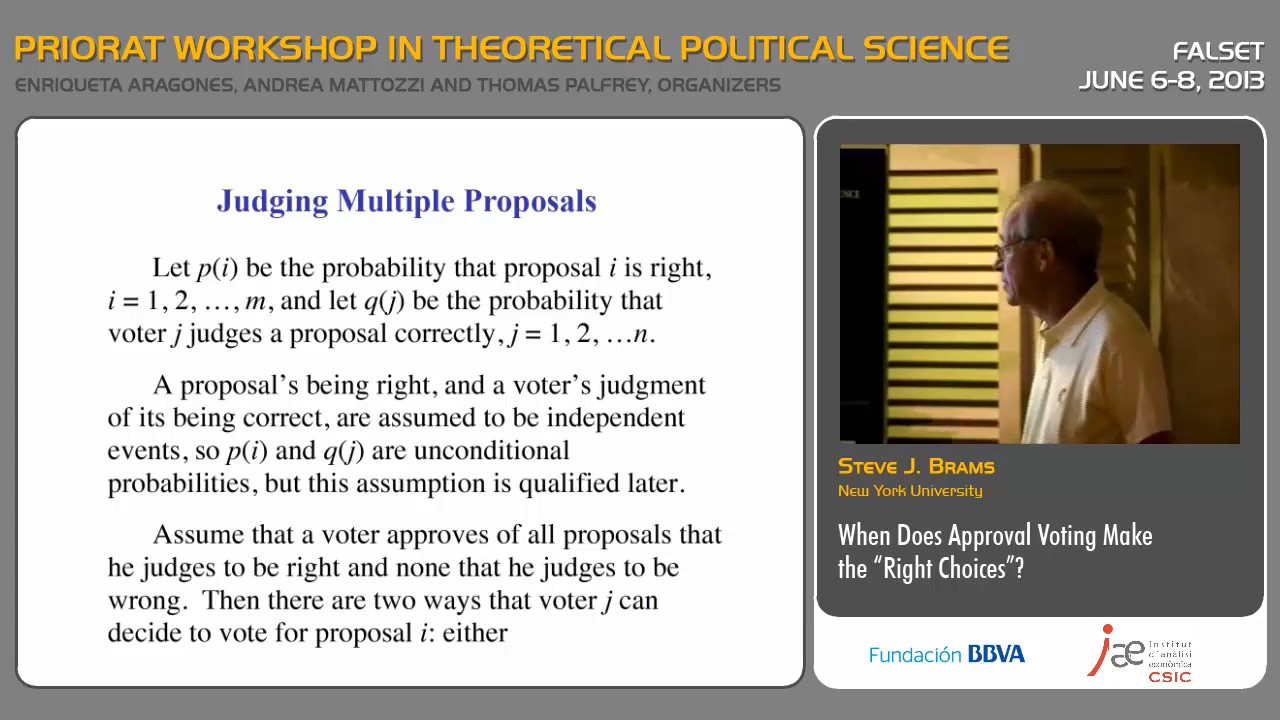 PRIORAT WORKSHOP IN THEORETICAL POLITICAL SCIENCE
ENRIQUETA ARAGONES, ANDREA MATTOZZI AND THOMAS PALFREY, ORGANIZERS
FALSET
JUNE 6-8, 2013
Judging Multiple Proposals
Let p(i) be the probability that proposal i is right,
i = 1, 2, …, m, and let q(j) be the probability that
voter j judges a proposal correctly, j = 1, 2, …n.
A proposal's being right, and a voter's judgment
of its being correct, are assumed to be independent
events, so p(i) and q(j) are unconditional
probabilities, but this assumption is qualified later.
Assume that a voter approves of all proposals that
he judges to be right and none that he judges to be
wrong.  Then there are two ways that voter j can
decide to vote for proposal i: either
STEVE J. BRAMS
New York University
When Does Approval Voting Make
the “Right Choices”?
Fundación BBVA
iae
Institut
d'anàlisi
econòmica
CSIC